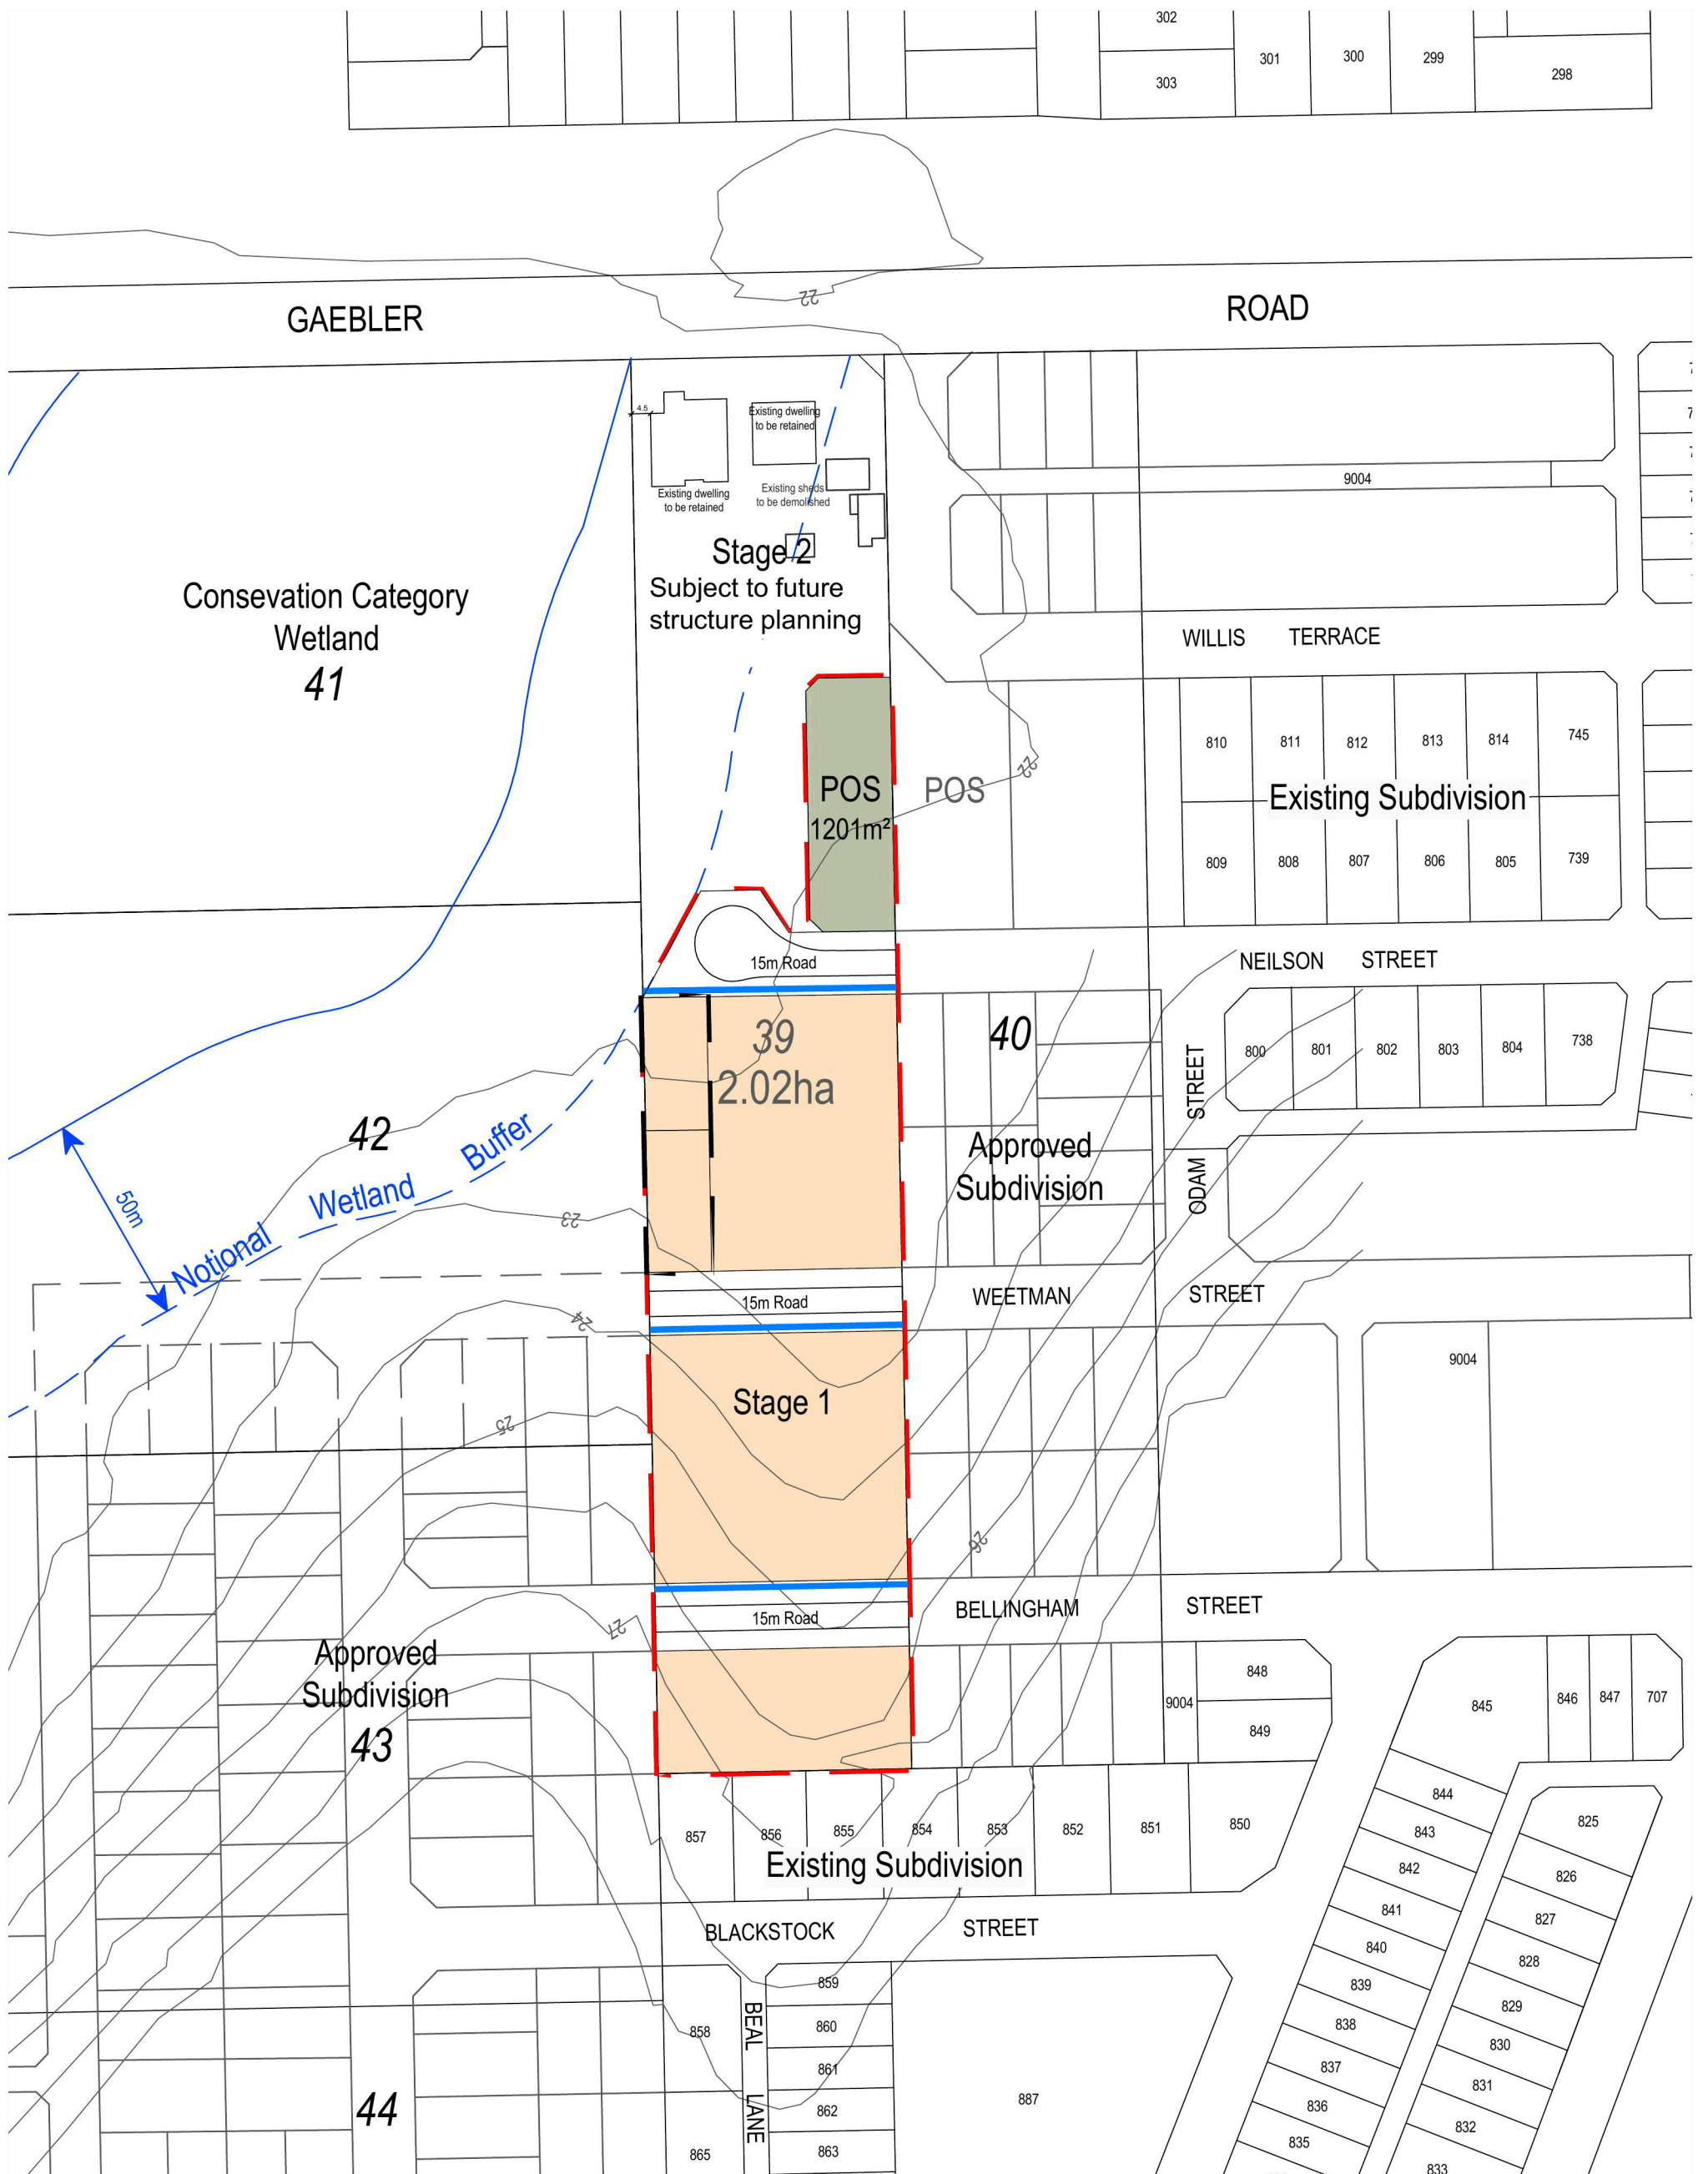 302
301
300
299
298
303
22
GAEBLER
ROAD
4.5
Existing dwelling
to be retained
Existing dwelling
to be retained
Existing sheds
to be demolished
9004
Stage 2
Subject to future
structure planning
Consevation Category
Wetland
41
WILLIS TERRACE
810
811
812
813
814
745
POS
1201m²
POS
22
Existing Subdivision
809
808
807
806
805
739
15m Road
NEILSON STREET
39
2.02ha
40
800
801
802
803
804
738
ODAM STREET
42
Approved
Subdivision
50m
Notional Wetland Buffer
23
15m Road
WEETMAN STREET
24
9004
Stage 1
25
26
15m Road
BELLINGHAM STREET
27
Approved
Subdivision
43
848
9004
849
845
846
847
707
844
843
842
841
840
839
838
837
836
835
825
826
827
828
829
830
831
832
833
857
856
855
854
853
852
851
850
Existing Subdivision
BLACKSTOCK STREET
BEAL LANE
858
859
860
861
862
863
865
887
44